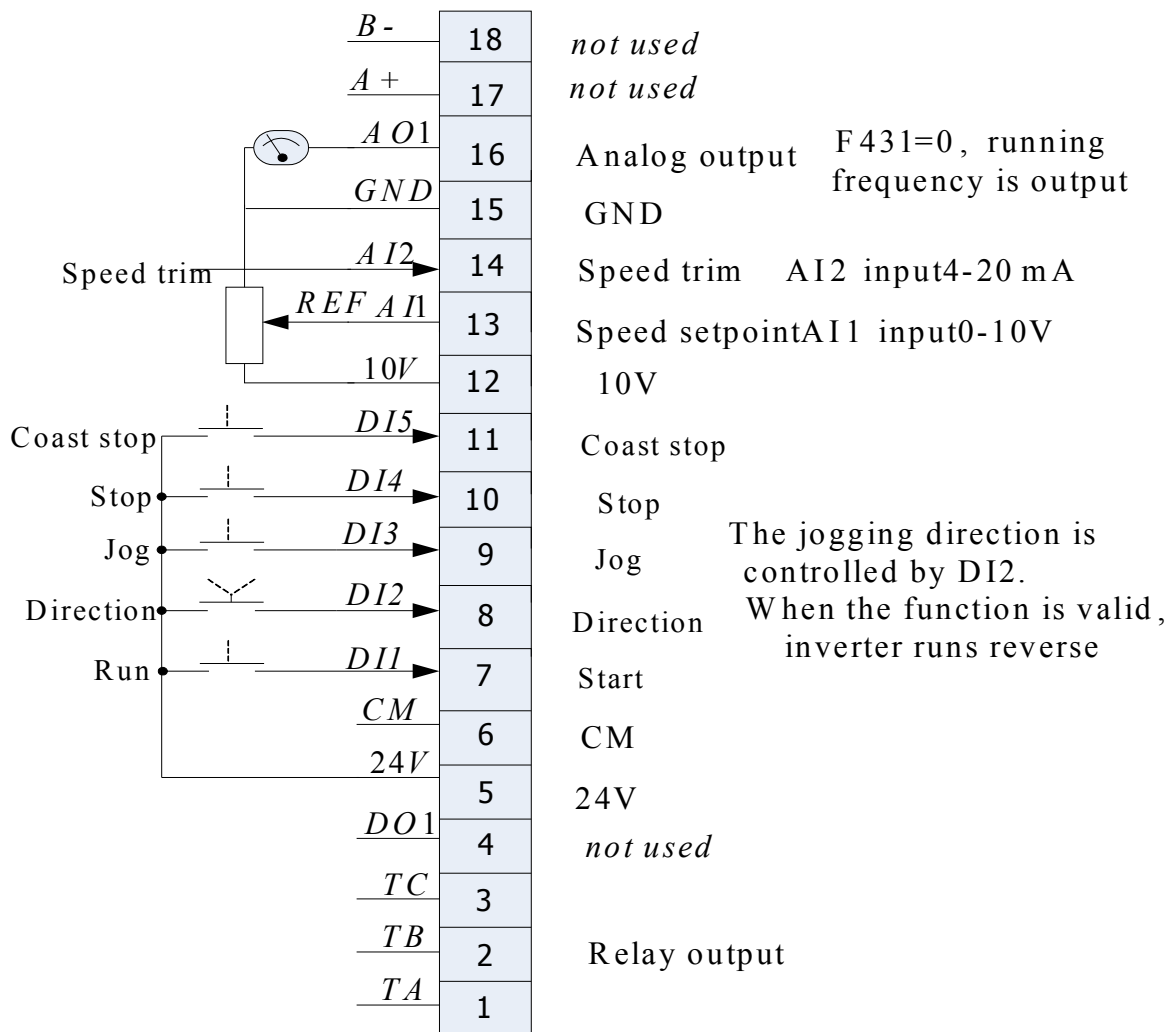 B - 18 not used
A + 17 not used
AO1 16 Analog output F431=0, running
frequency is output
GND 15 GND
Speed trim AI2 14 Speed trim AI2 input4-20 mA
REF AI1 13 Speed setpointAI1 input0-10V
10V 12 10V
Coast stop DI5 11 Coast stop
Stop DI4 10 Stop
Jog DI3 9 Jog The jogging direction is
controlled by DI2.
Direction DI2 8 Direction When the function is valid,
inverter runs reverse
Run DI1 7 Start
CM 6 CM
24V 5 24V
DO1 4 not used
TC 3
TB 2 Relay output
TA 1